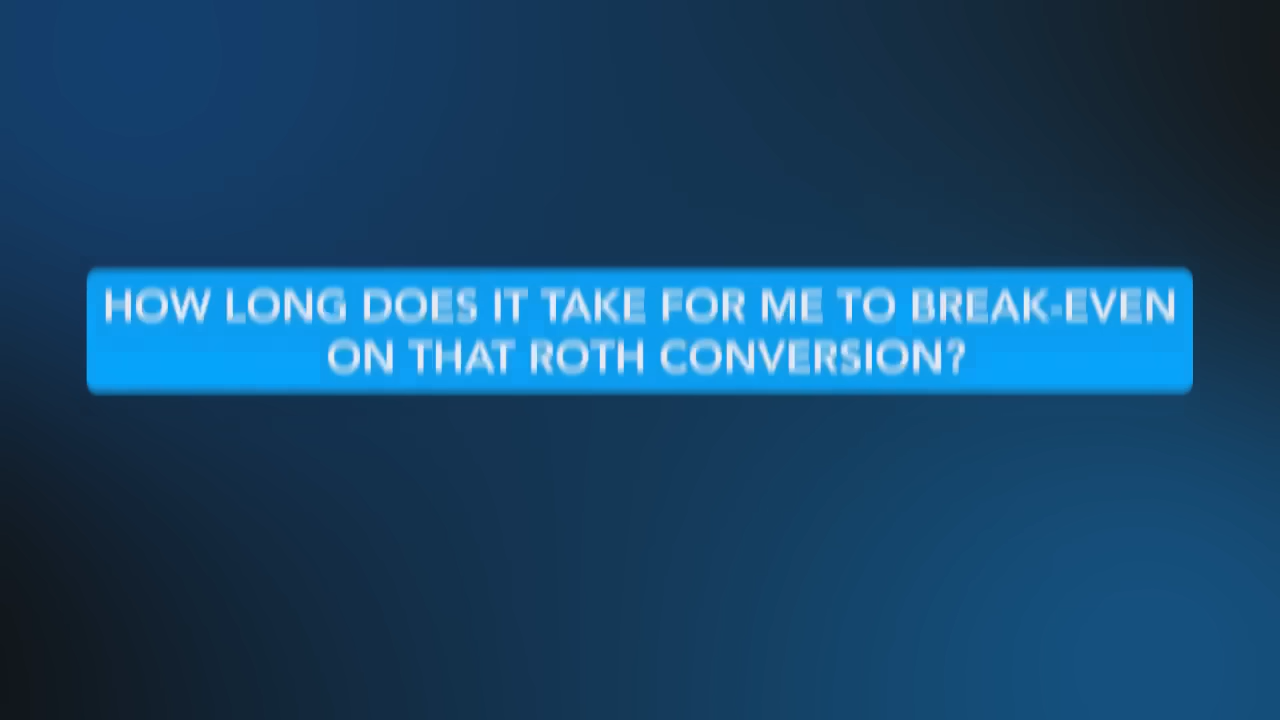 HOW LONG DOES IT TAKE FOR ME TO BREAK-EVEN
ON THAT ROTH CONVERSION?